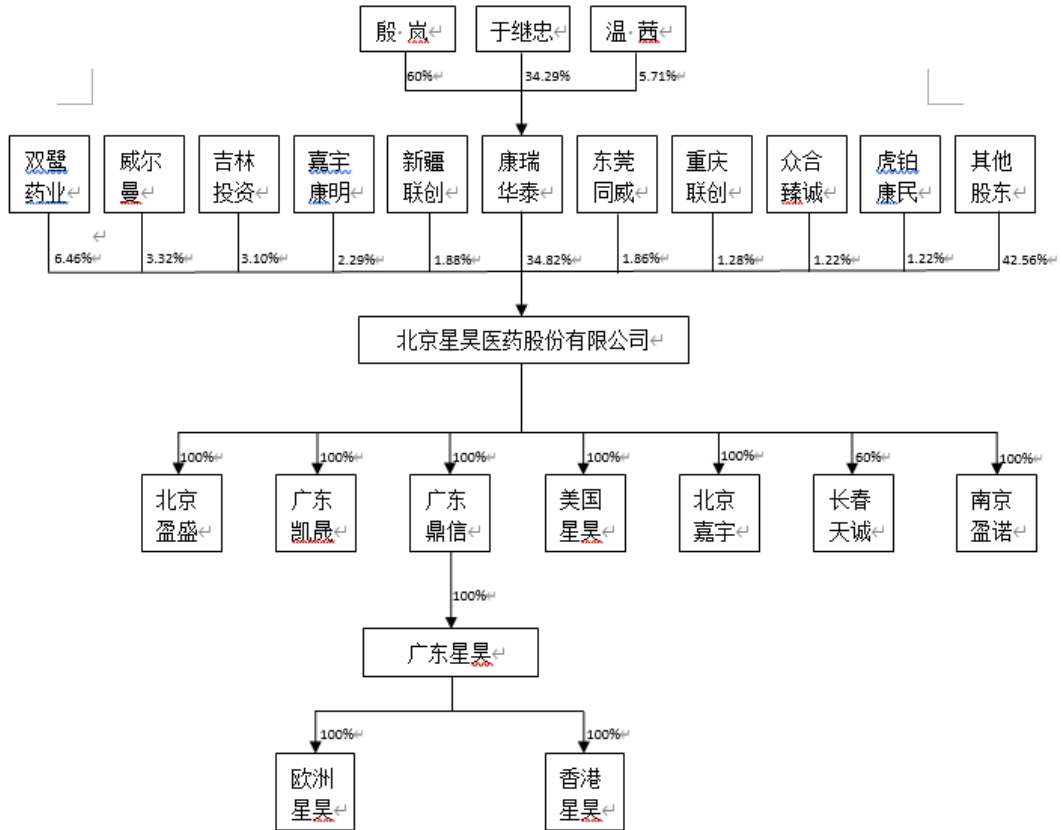 殷·岚
于继忠
温·茜
60%
34.29%
5.71%
双鹭
药业
威尔
曼
吉林
投资
嘉宇
康明
新疆
联创
康瑞
华泰
东莞
同威
重庆
联创
众合
臻诚
虎铂
康民
其他
股东
6.46%
3.32%
3.10%
2.29%
1.88%
34.82%
1.86%
1.28%
1.22%
1.22%
42.56%
北京星昊医药股份有限公司
100%
100%
100%
100%
100%
60%
100%
北京
盈盛
广东
凯晟
广东
鼎信
美国
星昊
北京
嘉宇
长春
天诚
南京
盈诺
100%
广东星昊
100%
100%
欧洲
星昊
香港
星昊